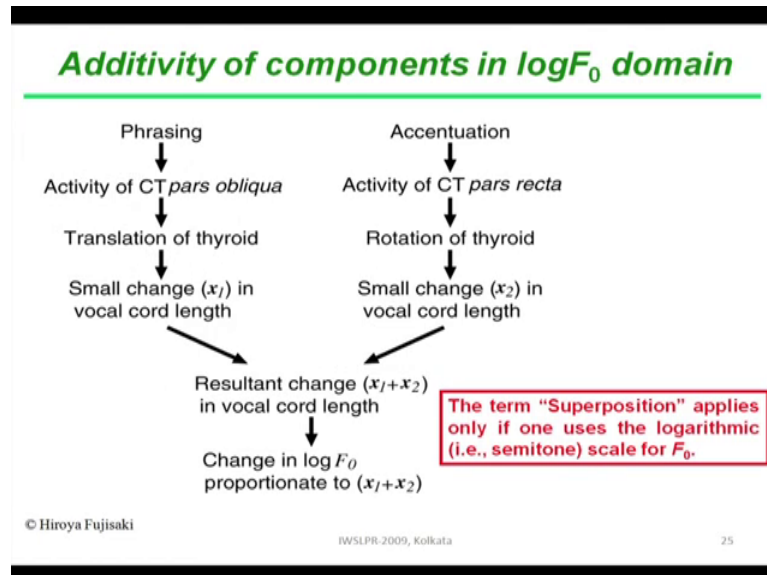 Additivity of components in logF₀ domain
Phrasing
Activity of CT pars obliqua
Translation of thyroid
Small change (x₁) in
vocal cord length
Accentuation
Activity of CT pars recta
Rotation of thyroid
Small change (x₂) in
vocal cord length
Resultant change (x₁+x₂)
in vocal cord length
Change in log F₀
proportionate to (x₁+x₂)
The term “Superposition” applies
only if one uses the logarithmic
(i.e., semitone) scale for F₀.
© Hiroya Fujisaki
IWSLPR-2009, Kolkata
25